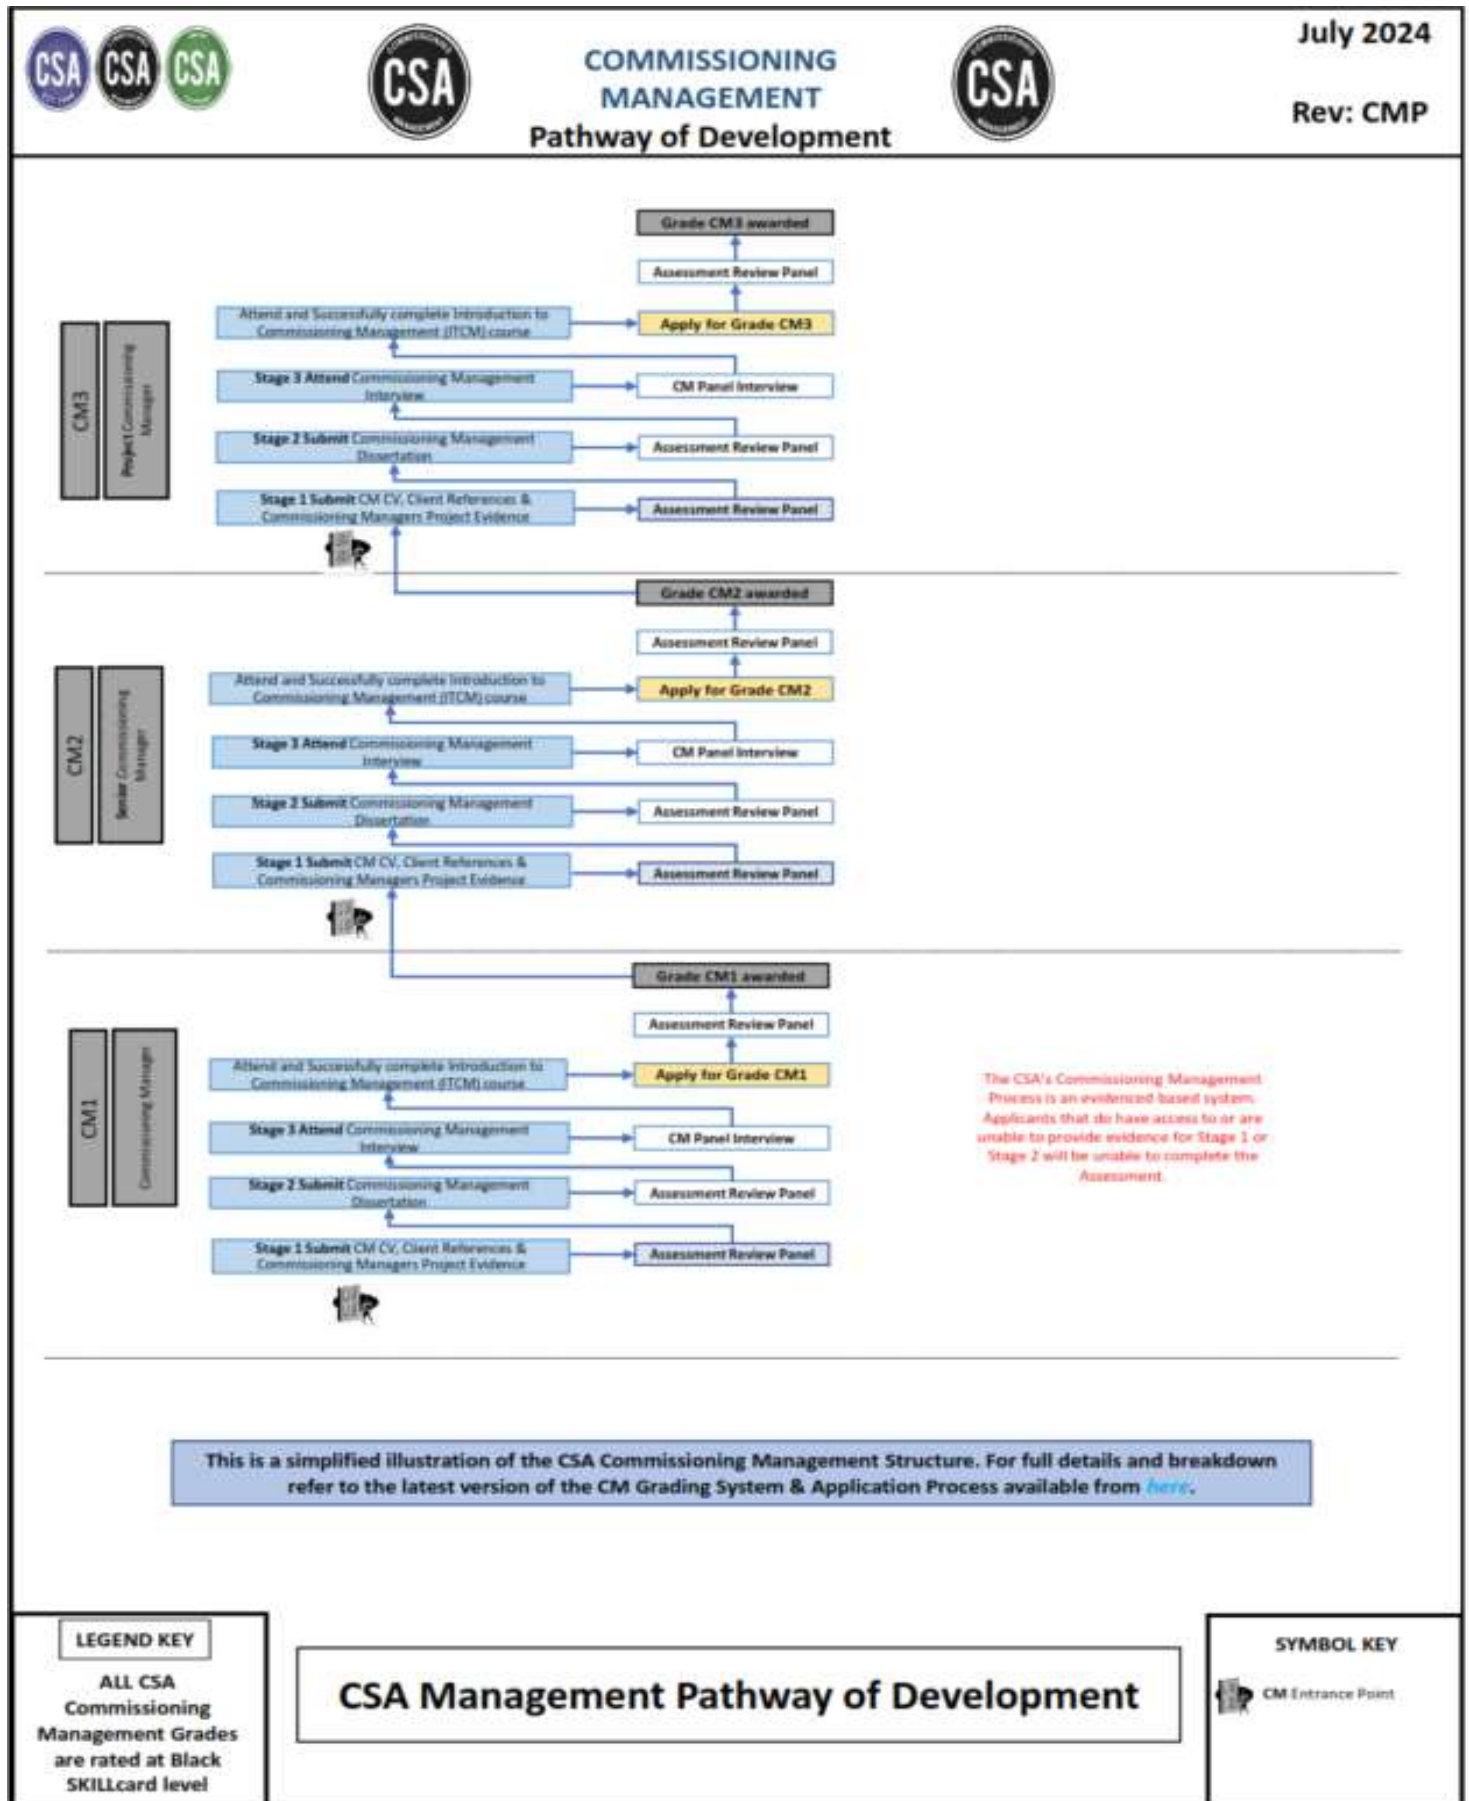 CSA CSA CSA
CSA
COMMISSIONING
MANAGEMENT
Pathway of Development
CSA
July 2024
Rev: CMP
Grade CM3 awarded
Assessment Review Panel
Attend and Successfully complete Introduction to
Commissioning Management (ITCM) course
Apply for Grade CM3
CM3
Project Commissioning
Manager
Stage 3 Attend Commissioning Management
Interview
CM Panel Interview
Stage 2 Submit Commissioning Management
Dissertation
Assessment Review Panel
Stage 1 Submit CM CV, Client References &
Commissioning Managers Project Evidence
Assessment Review Panel
Grade CM2 awarded
Assessment Review Panel
Attend and Successfully complete Introduction to
Commissioning Management (ITCM) course
Apply for Grade CM2
CM2
Senior Commissioning
Manager
Stage 3 Attend Commissioning Management
Interview
CM Panel Interview
Stage 2 Submit Commissioning Management
Dissertation
Assessment Review Panel
Stage 1 Submit CM CV, Client References &
Commissioning Managers Project Evidence
Assessment Review Panel
Grade CM1 awarded
Assessment Review Panel
Attend and Successfully complete Introduction to
Commissioning Management (ITCM) course
Apply for Grade CM1
CM1
Commissioning Manager
Stage 3 Attend Commissioning Management
Interview
CM Panel Interview
Stage 2 Submit Commissioning Management
Dissertation
Assessment Review Panel
Stage 1 Submit CM CV, Client References &
Commissioning Managers Project Evidence
Assessment Review Panel
The CSA's Commissioning Management
Process is an evidenced based system.
Applicants that do have access to or are
unable to provide evidence for Stage 1 or
Stage 2 will be unable to complete the
Assessment.
This is a simplified illustration of the CSA Commissioning Management Structure. For full details and breakdown
refer to the latest version of the CM Grading System & Application Process available from here.
LEGEND KEY
ALL CSA
Commissioning
Management Grades
are rated at Black
SKILLcard level
CSA Management Pathway of Development
SYMBOL KEY
CM Entrance Point